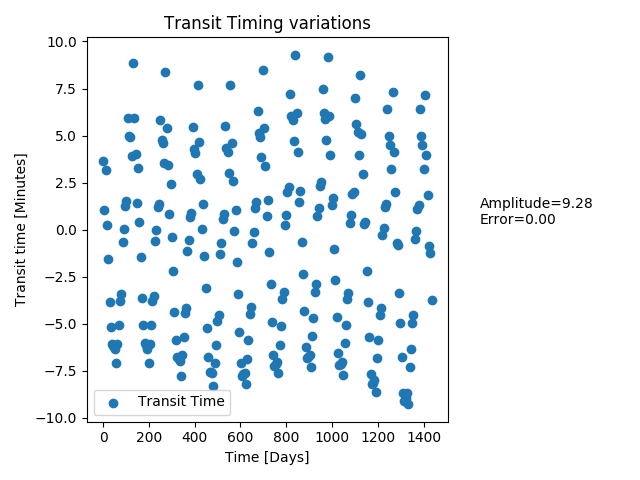 Transit Timing variations
10.0
7.5
5.0
2.5
0.0
−2.5
−5.0
−7.5
−10.0
Transit time [Minutes]
Amplitude=9.28
Error=0.00
Transit Time
0 200 400 600 800 1000 1200 1400
Time [Days]